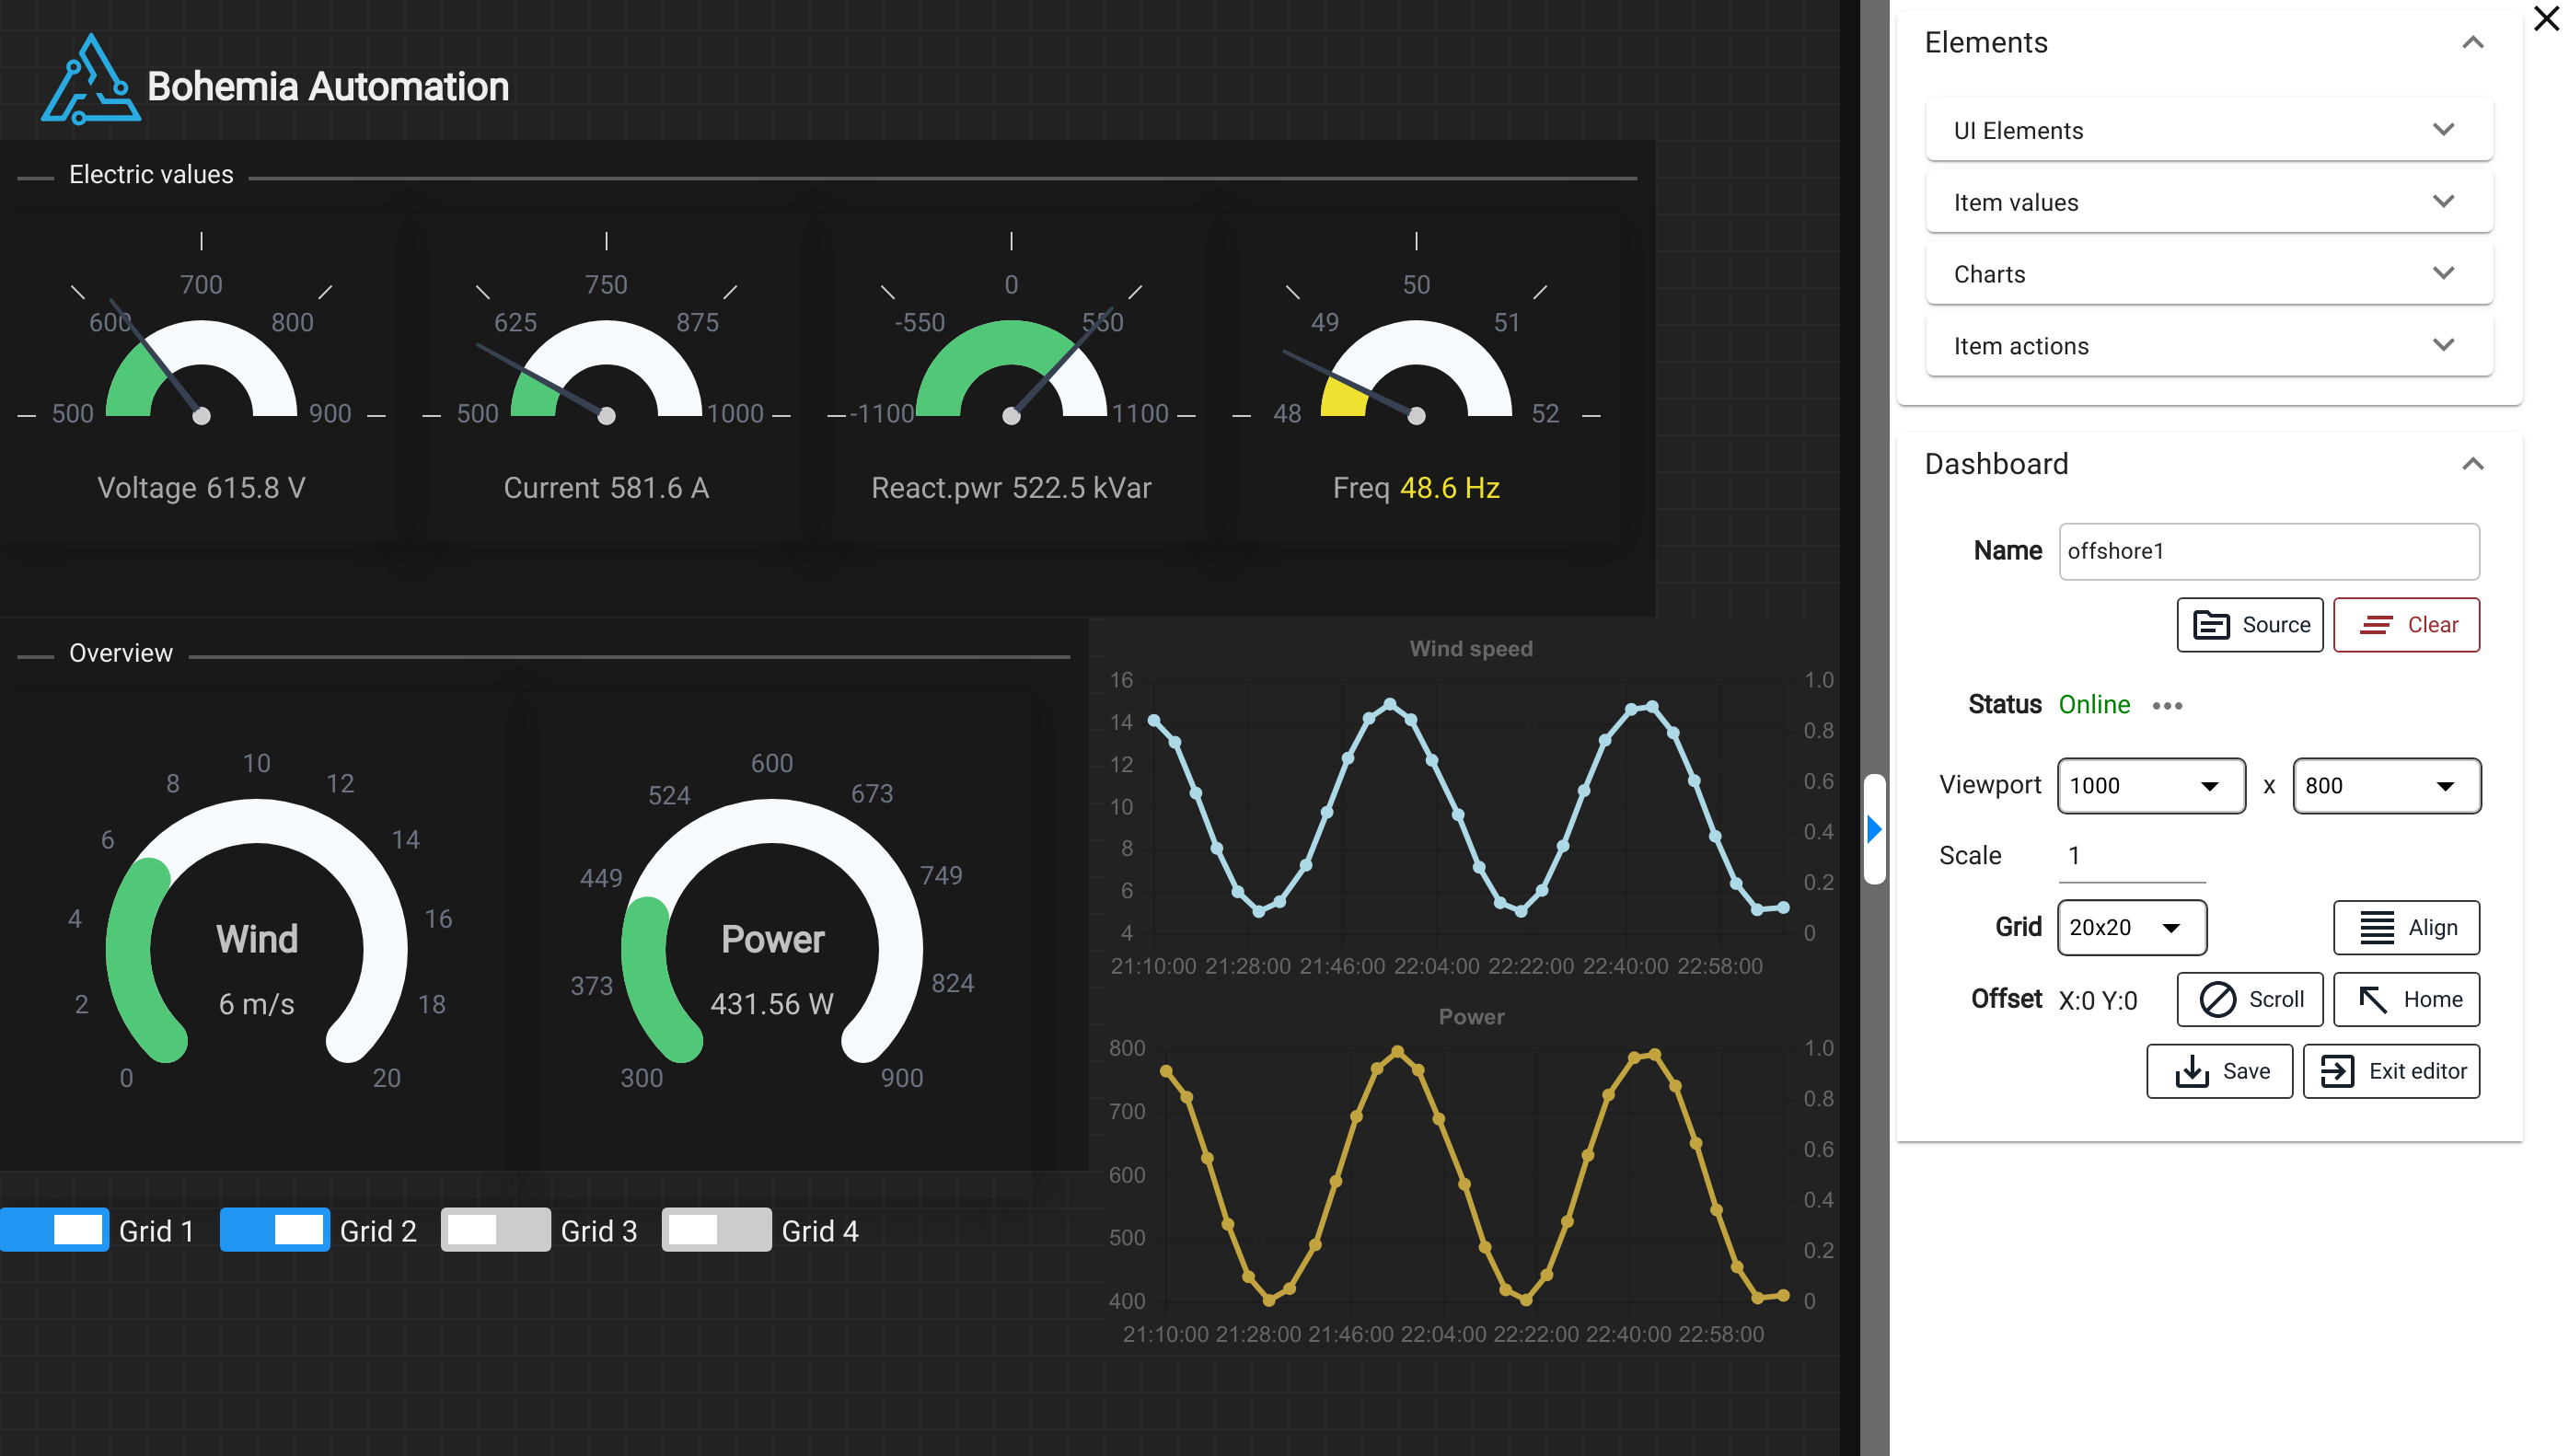 Bohemia Automation
Electric values
700
600
800
500
900
Voltage 615.8 V
750
625
875
500
1000
Current 581.6 A
0
-550
550
-1100
1100
React.pwr 522.5 kVar
50
49
51
48
52
Freq 48.6 Hz
Overview
10
8
12
6
14
4
16
2
18
0
20
Wind
6 m/s
600
524
673
449
749
373
824
300
900
Power
431.56 W
Wind speed
16
14
12
10
8
6
4
1.0
0.8
0.6
0.4
0.2
0
21:10:00 21:28:00 21:46:00 22:04:00 22:22:00 22:40:00 22:58:00
Power
800
700
600
500
400
1.0
0.8
0.6
0.4
0.2
0
21:10:00 21:28:00 21:46:00 22:04:00 22:22:00 22:40:00 22:58:00
Grid 1 Grid 2 Grid 3 Grid 4
Elements
UI Elements
Item values
Charts
Item actions
Dashboard
Name offshore1
Source Clear
Status Online
Viewport 1000 x 800
Scale 1
Grid 20x20 Align
Offset X:0 Y:0 Scroll Home
Save Exit editor